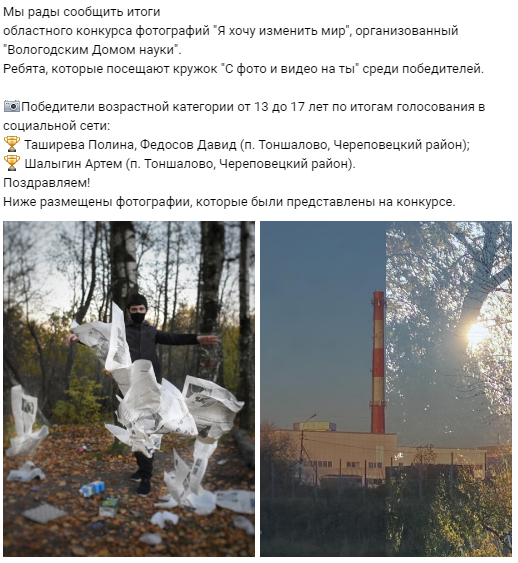 Мы рады сообщить итоги
областного конкурса фотографий "Я хочу изменить мир", организованный
"Вологодским Домом науки".
Ребята, которые посещают кружок "С фото и видео на ты" среди победителей.
📷Победители возрастной категории от 13 до 17 лет по итогам голосования в
социальной сети:
🏆 Таширева Полина, Федосов Давид (п. Тоншалово, Череповецкий район);
🏆 Шалыгин Артем (п. Тоншалово, Череповецкий район).
Поздравляем!
Ниже размещены фотографии, которые были представлены на конкурсе.